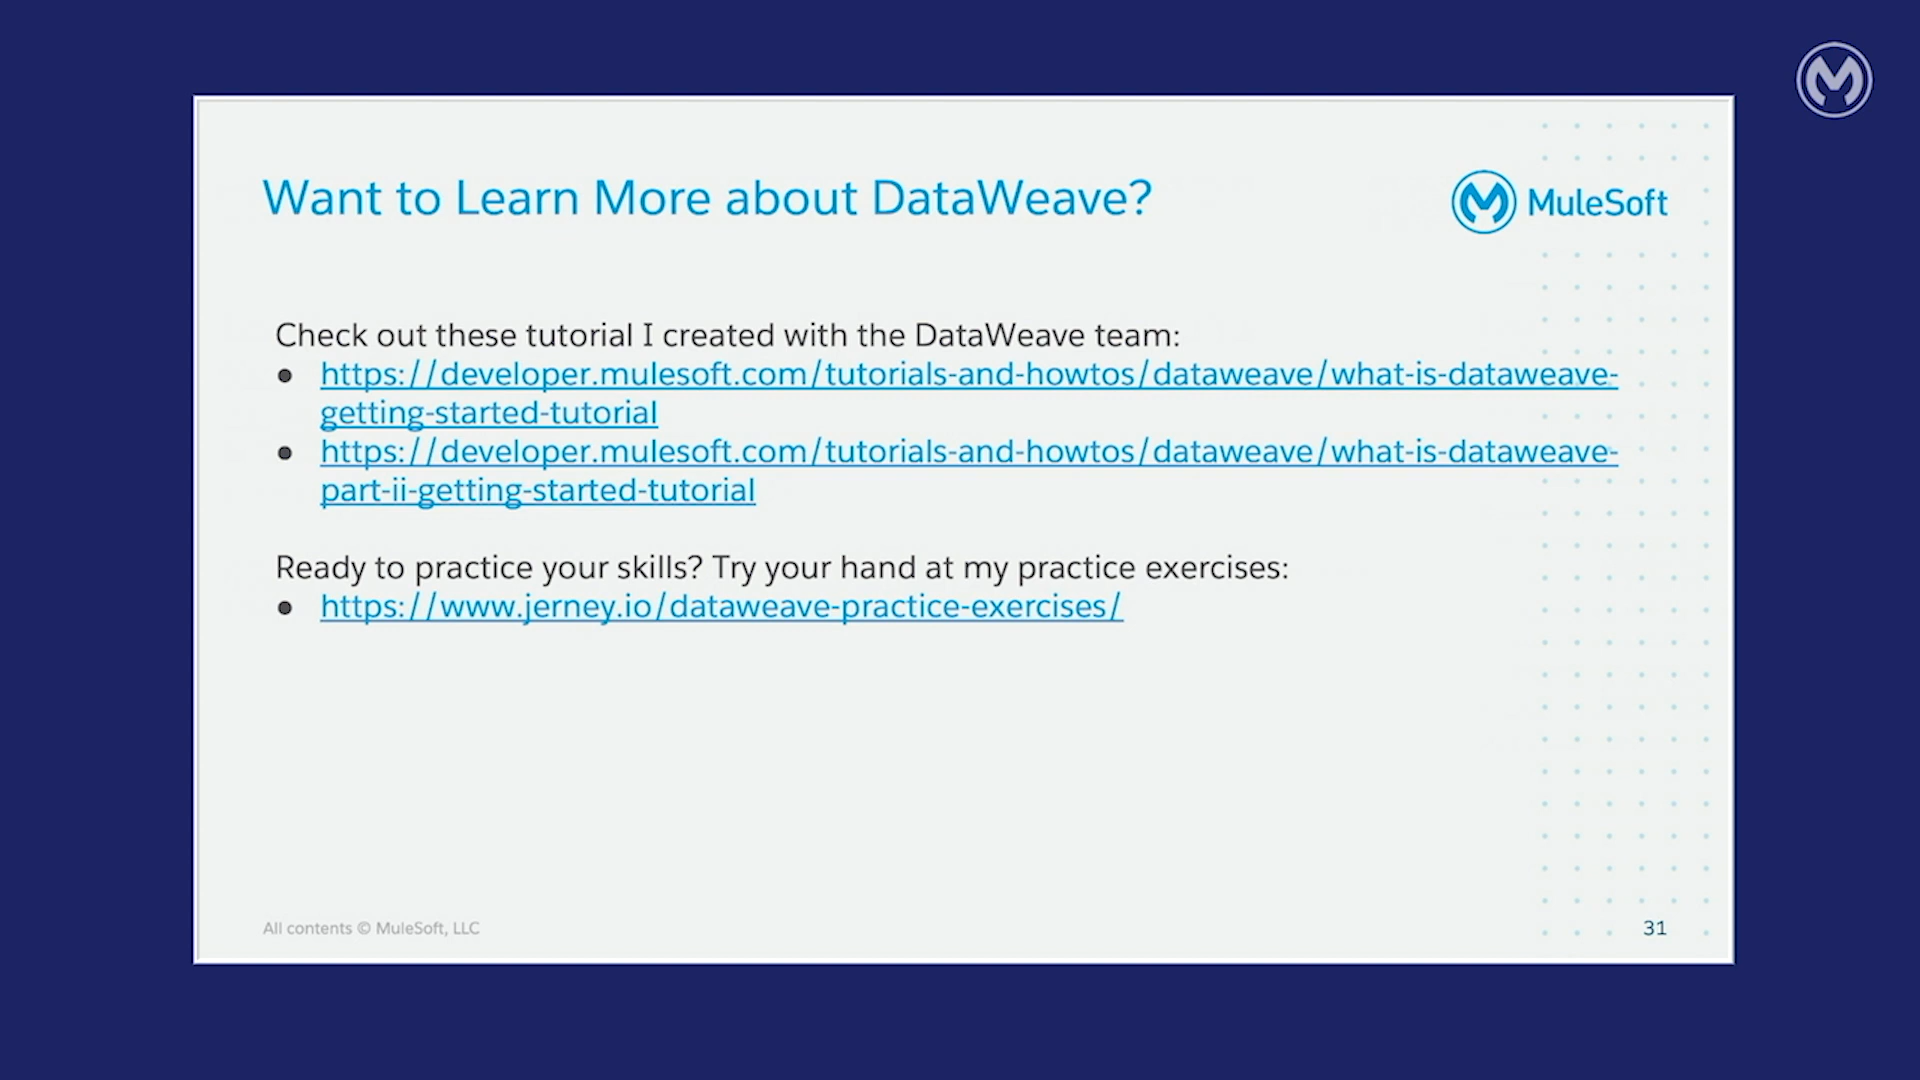 Want to Learn More about DataWeave?
MuleSoft
Check out these tutorial I created with the DataWeave team:
● https://developer.mulesoft.com/tutorials-and-howtos/dataweave/what-is-dataweave-
getting-started-tutorial
● https://developer.mulesoft.com/tutorials-and-howtos/dataweave/what-is-dataweave-
part-ii-getting-started-tutorial
Ready to practice your skills? Try your hand at my practice exercises:
● https://www.jerney.io/dataweave-practice-exercises/
All contents © MuleSoft, LLC
31